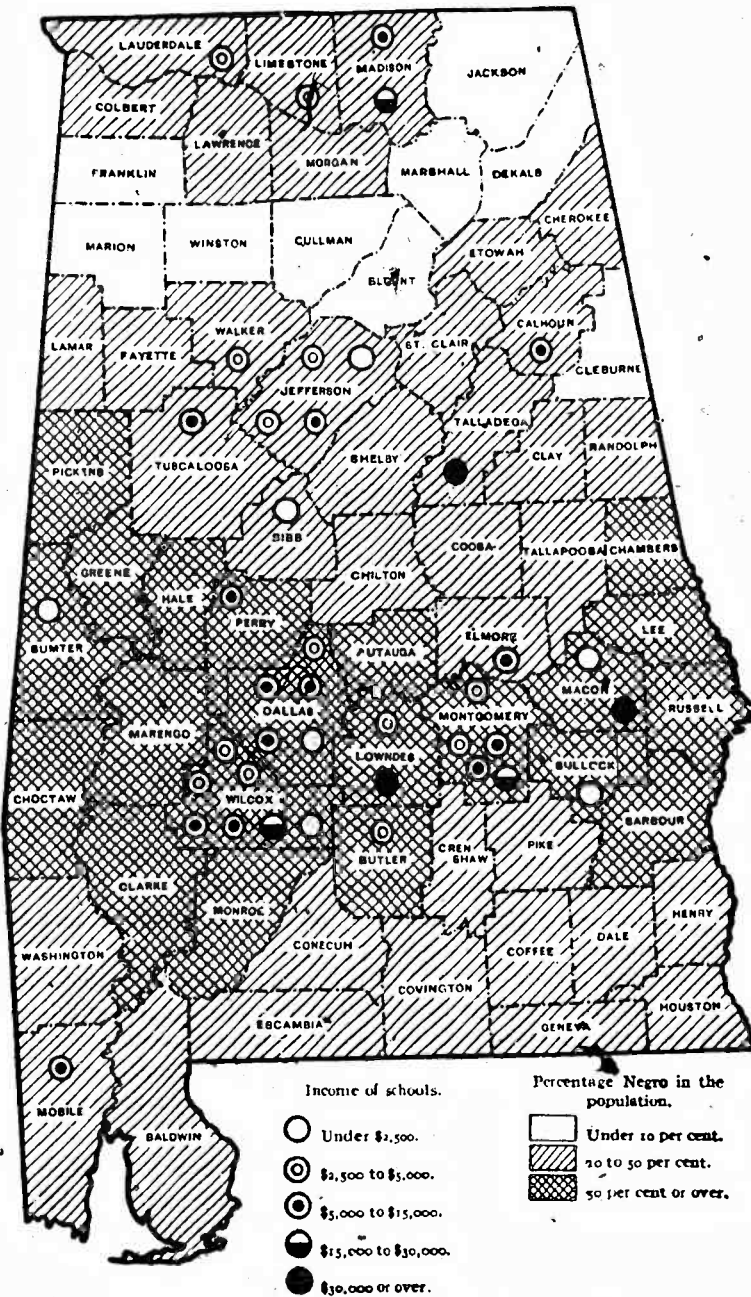 LAUDERDALE
LIMESTONE
MADISON
JACKSON
COLBERT
LAWRENCE
MORGAN
FRANKLIN
MARSHALL
DEKALB
CHEROKEE
MARION
WINSTON
CULLMAN
ETOWAH
BLOUNT
LAMAR
FAYETTE
WALKER
ST. CLAIR
CALHOUN
CLEBURNE
JEFFERSON
TALLADEGA
PICKENS
TUSCALOOSA
SHELBY
CLAY
RANDOLPH
BIBB
COOSA
TALLAPOOSA
CHAMBERS
GREENE
HALE
CHILTON
PERRY
SUMTER
AUTAUGA
ELMORE
LEE
DALLAS
MACON
RUSSELL
MARENGO
MONTGOMERY
LOWNDES
BULLOCK
CHOCTAW
WILCOX
BARBOUR
BUTLER
CREN
SHAW
PIKE
CLARKE
MONROE
HENRY
WASHINGTON
CONECUH
COFFEE
DALE
COVINGTON
HOUSTON
ESCAMBIA
GENEVA
MOBILE
BALDWIN
Income of schools.
Under $2,500.
$2,500 to $5,000.
$5,000 to $15,000.
$15,000 to $30,000.
$30,000 or over.
Percentage Negro in the
population.
Under 10 per cent.
10 to 50 per cent.
50 per cent or over.